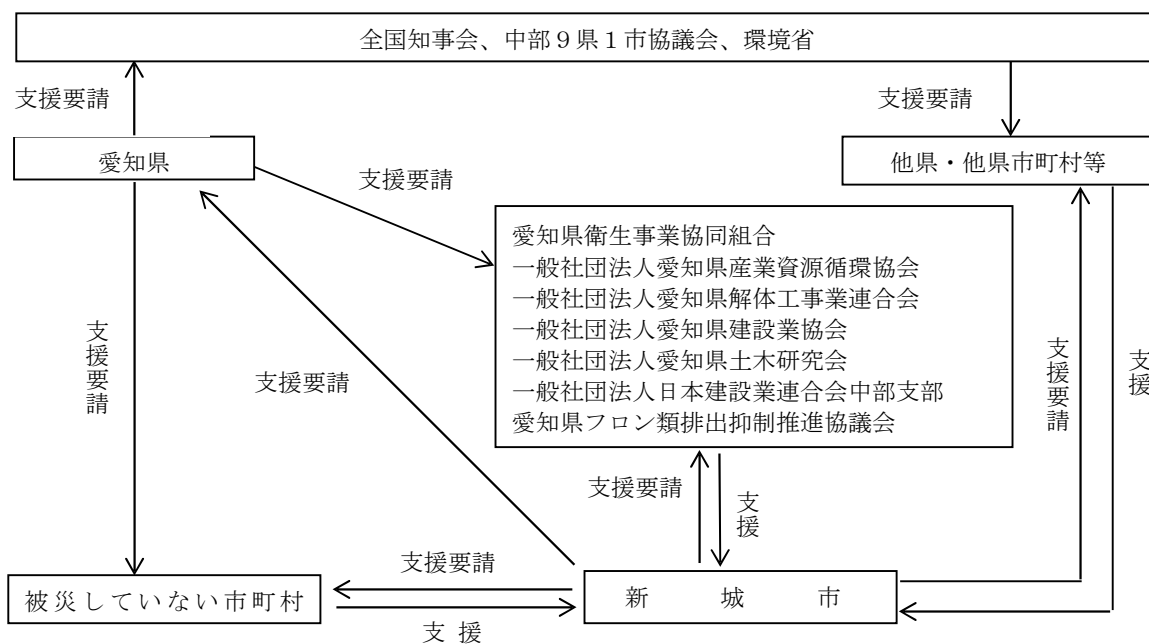 全国知事会、中部９県１市協議会、環境省
支援要請
支援要請
愛知県
他県・他県市町村等
支援要請
愛知県衛生事業協同組合
一般社団法人愛知県産業資源循環協会
一般社団法人愛知県解体工事業連合会
一般社団法人愛知県建設業協会
一般社団法人愛知県土木研究会
一般社団法人日本建設業連合会中部支部
愛知県フロン類排出抑制推進協議会
支援要請
支援要請
支援要請
支援
支援要請
支援
支援要請
被災していない市町村
新城市
支 援